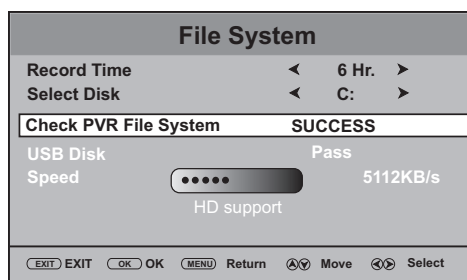 File System
Record Time 6 Hr.
Select Disk C:
Check PVR File System SUCCESS
USB Disk Pass
Speed 5112KB/s
HD support
EXIT EXIT OK OK MENU Return Move Select